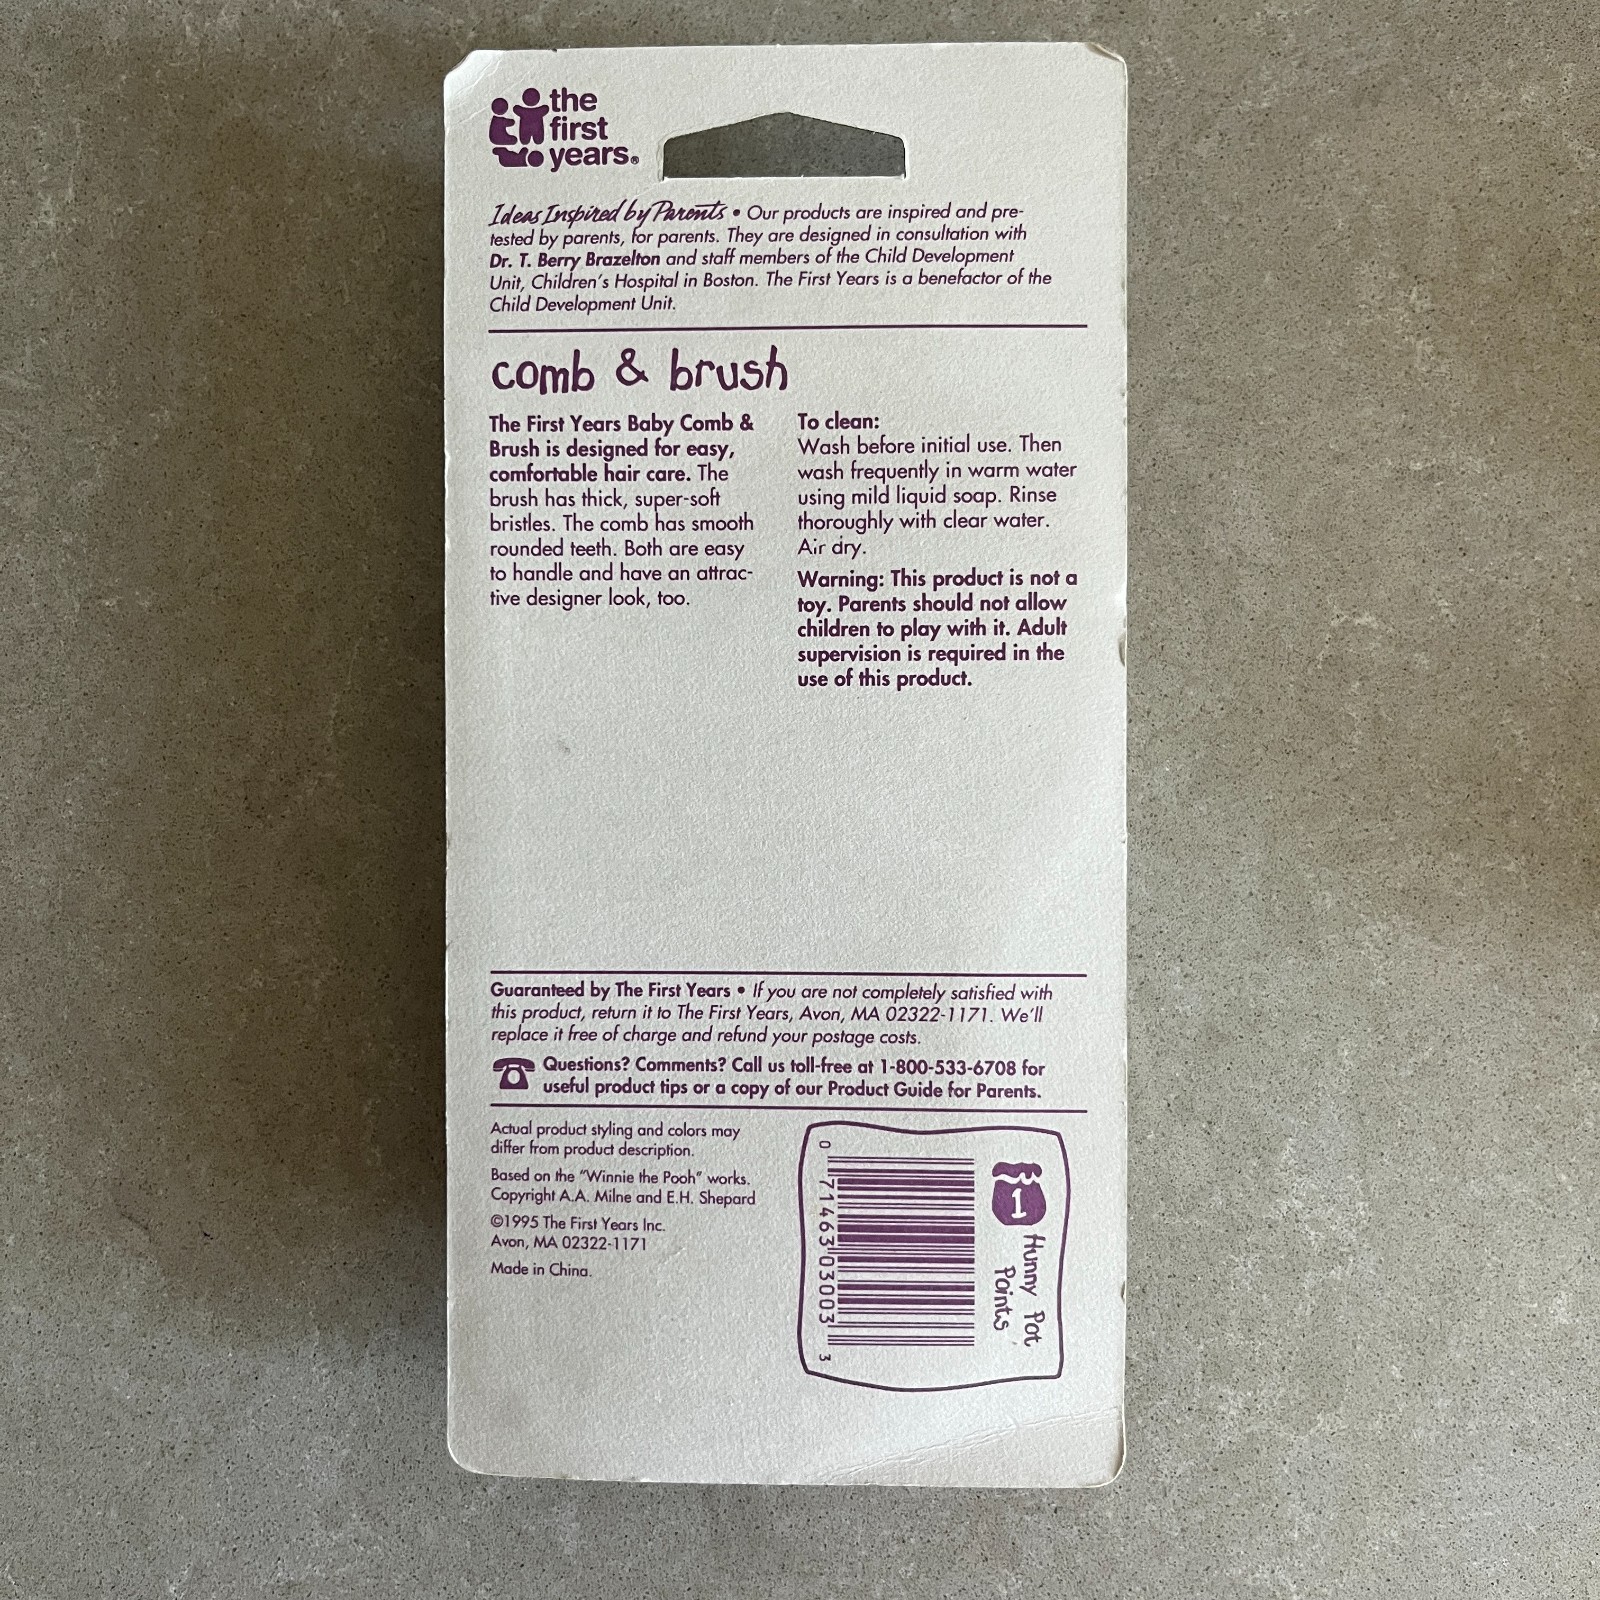 the
first
years®
Ideas Inspired by Parents • Our products are inspired and pre-
tested by parents, for parents. They are designed in consultation with
Dr. T. Berry Brazelton and staff members of the Child Development
Unit, Children's Hospital in Boston. The First Years is a benefactor of the
Child Development Unit.
comb & brush
The First Years Baby Comb &
Brush is designed for easy,
comfortable hair care. The
brush has thick, super-soft
bristles. The comb has smooth
rounded teeth. Both are easy
to handle and have an attrac-
tive designer look, too.
To clean:
Wash before initial use. Then
wash frequently in warm water
using mild liquid soap. Rinse
thoroughly with clear water.
Air dry.
Warning: This product is not a
toy. Parents should not allow
children to play with it. Adult
supervision is required in the
use of this product.
Guaranteed by The First Years • If you are not completely satisfied with
this product, return it to The First Years, Avon, MA 02322-1171. We'll
replace it free of charge and refund your postage costs.
Questions? Comments? Call us toll-free at 1-800-533-6708 for
useful product tips or a copy of our Product Guide for Parents.
Actual product styling and colors may
differ from product description.
Based on the "Winnie the Pooh" works.
Copyright A.A. Milne and E.H. Shepard
©1995 The First Years Inc.
Avon, MA 02322-1171
Made in China.
1 Hunny Pot
Points
0 71463 03003 3